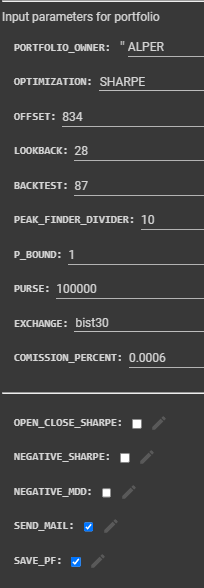 Input parameters for portfolio
PORTFOLIO_OWNER: " ALPER
OPTIMIZATION: SHARPE
OFFSET: 834
LOOKBACK: 28
BACKTEST: 87
PEAK_FINDER_DIVIDER: 10
P_BOUND: 1
PURSE: 100000
EXCHANGE: bist30
COMISSION_PERCENT: 0.0006
OPEN_CLOSE_SHARPE:
NEGATIVE_SHARPE:
NEGATIVE_MDD:
SEND_MAIL:
SAVE_PF: